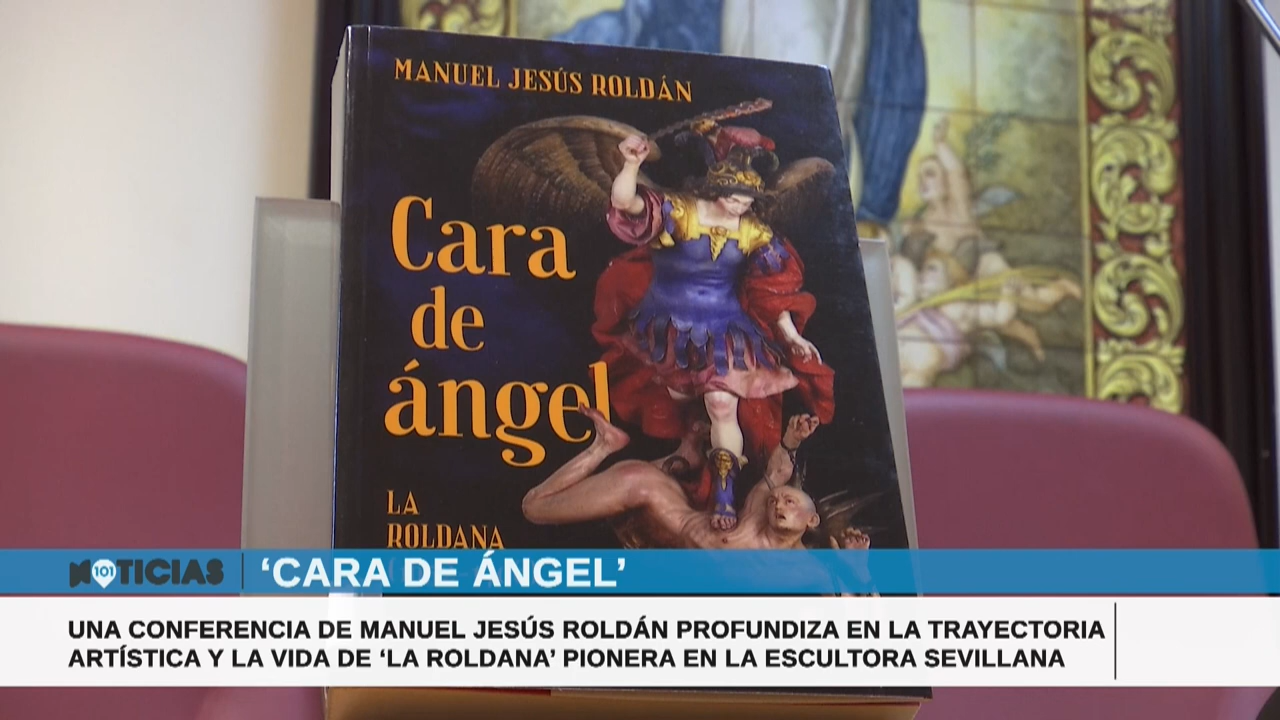 MANUEL JESÚS ROLDÁN
Cara
de
ángel
LA
ROLDANA
NOTICIAS
101
‘CARA DE ÁNGEL’
UNA CONFERENCIA DE MANUEL JESÚS ROLDÁN PROFUNDIZA EN LA TRAYECTORIA
ARTÍSTICA Y LA VIDA DE ‘LA ROLDANA’ PIONERA EN LA ESCULTORA SEVILLANA